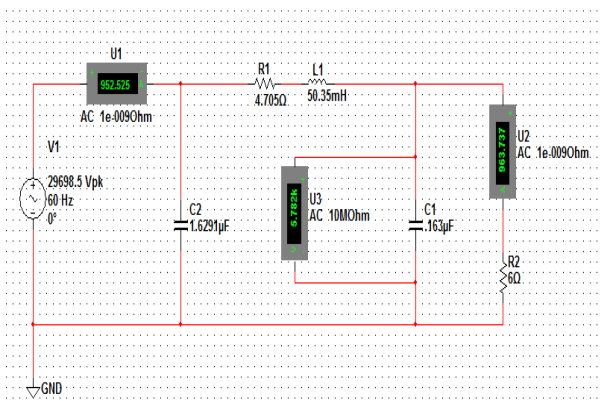 U1
952.525
AC 1e-009Ohm
R1
4.705Ω
L1
50.35mH
V1
29698.5 Vpk
60 Hz
0°
C2
1.6291µF
U3
AC 10MOhm
5.782k
C1
.163µF
U2
AC 1e-009Ohm
963.737
R2
6Ω
GND